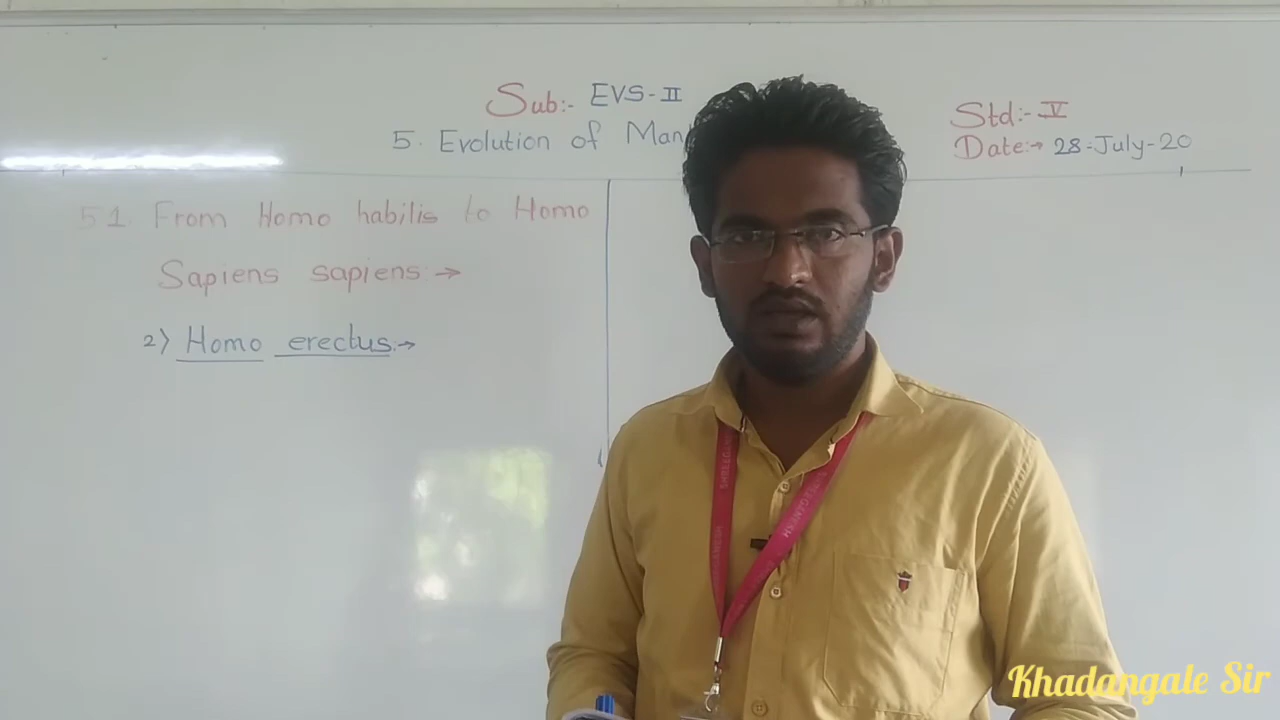 Sub:- EVS-II
5. Evolution of Man
Std:- V
Date:→ 28-July-20
5.1. From Homo habilis to Homo
Sapiens sapiens:→
2) Homo erectus:→
SHREEGANESH
Khadangale Sir